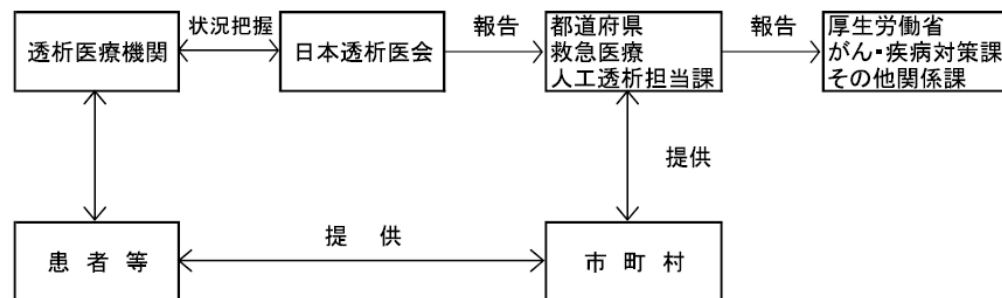 透析医療機関
状況把握
日本透析医会
報告
都道府県
救急医療
人工透析担当課
報告
厚生労働省
がん・疾病対策課
その他関係課
提供
患者等
提供
市町村